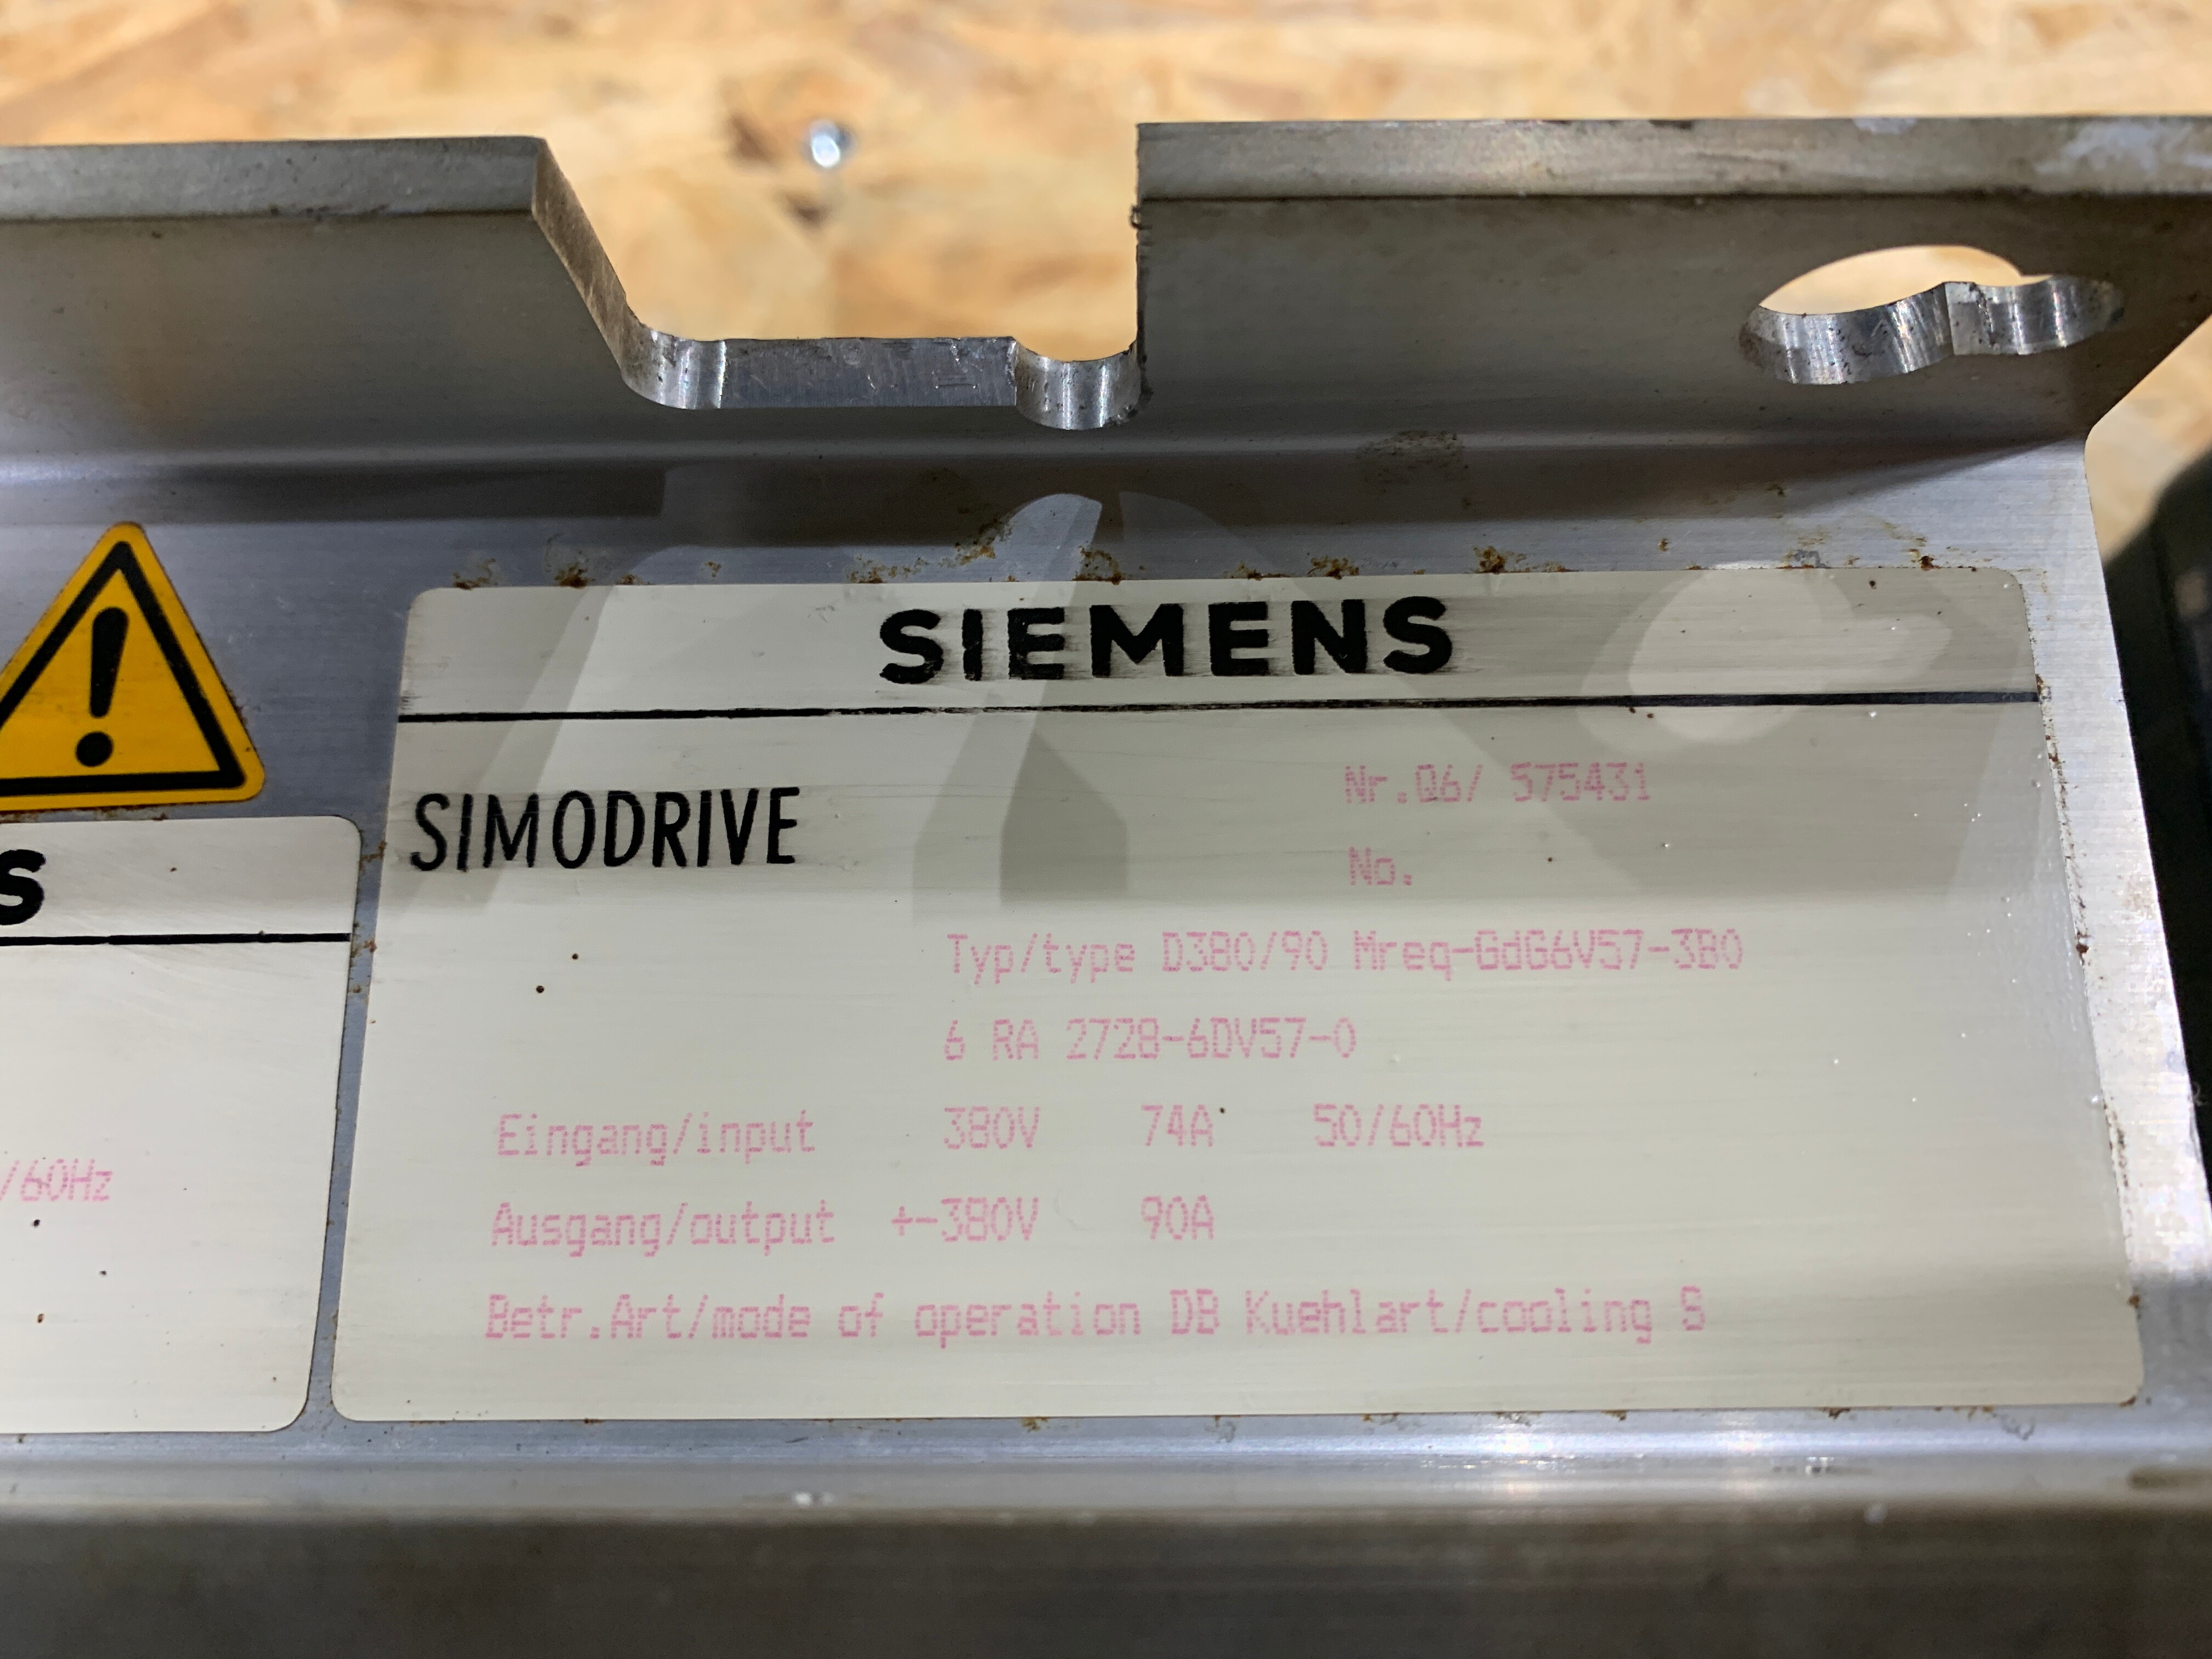 SIEMENS
SIMODRIVE
Nr.Q6/ 575431
No.
Typ/type D380/90 Mreq-GdG6V57-3B0
6 RA 2728-6DV57-0
Eingang/input 380V 74A 50/60Hz
Ausgang/output +-380V 90A
Betr.Art/mode of operation DB Kuehlart/cooling S
S
/60Hz